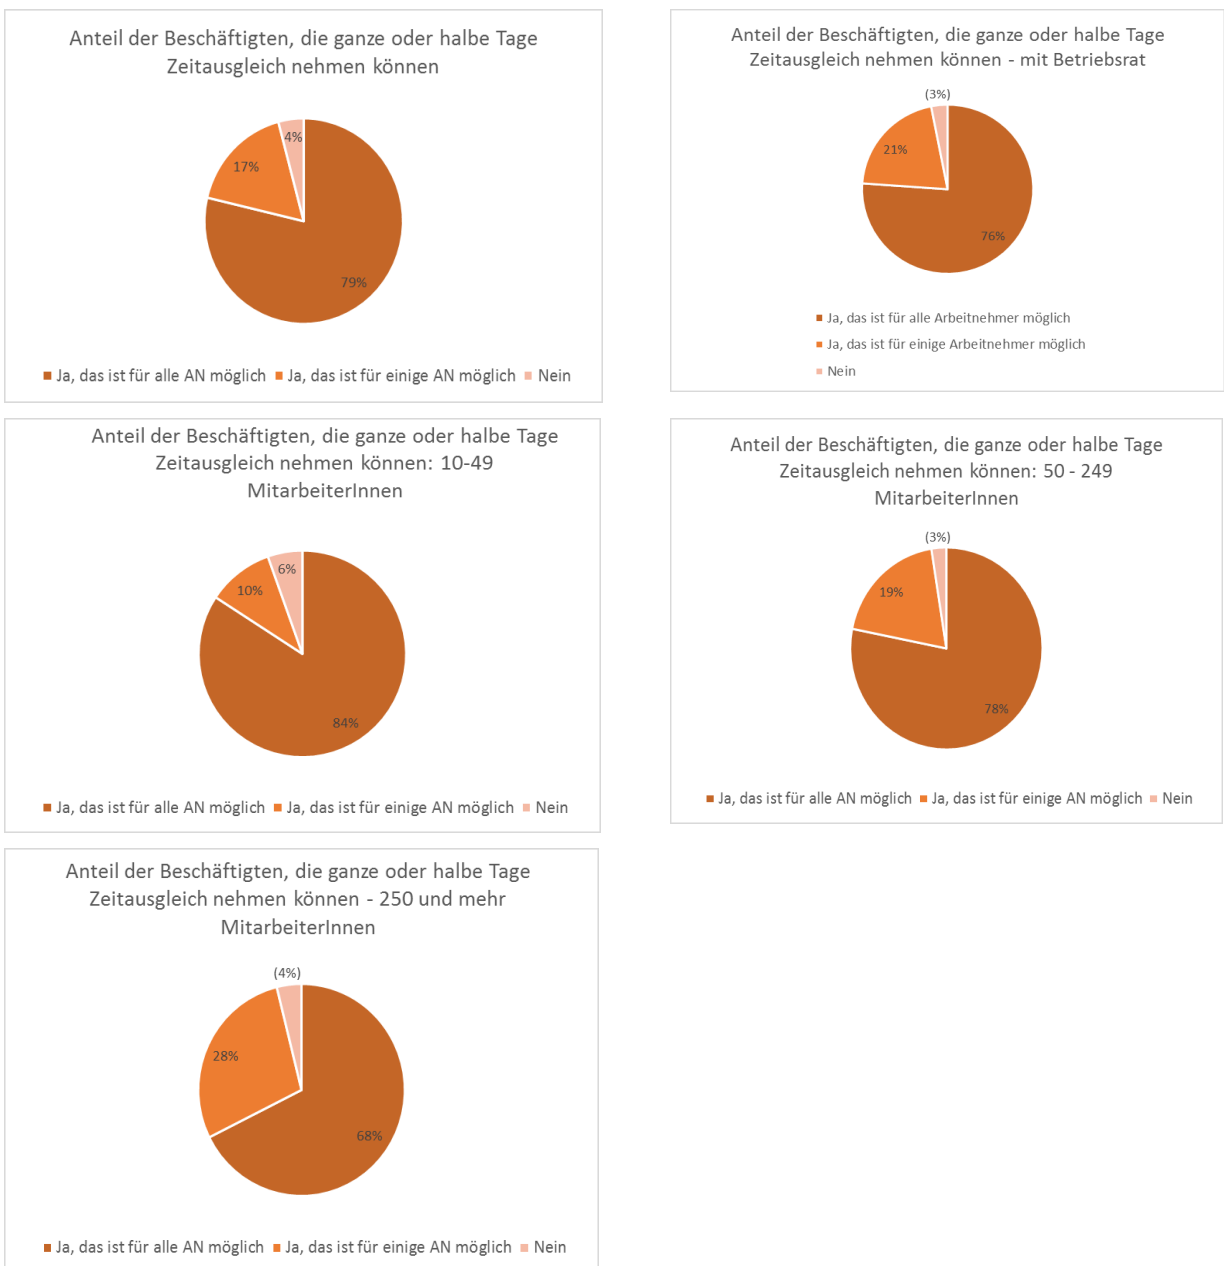 Anteil der Beschäftigten, die ganze oder halbe Tage
Zeitausgleich nehmen können
4%
17%
79%
Ja, das ist für alle AN möglich Ja, das ist für einige AN möglich Nein
Anteil der Beschäftigten, die ganze oder halbe Tage
Zeitausgleich nehmen können - mit Betriebsrat
(3%)
21%
76%
Ja, das ist für alle Arbeitnehmer möglich
Ja, das ist für einige Arbeitnehmer möglich
Nein
Anteil der Beschäftigten, die ganze oder halbe Tage
Zeitausgleich nehmen können: 10-49
MitarbeiterInnen
6%
10%
84%
Ja, das ist für alle AN möglich Ja, das ist für einige AN möglich Nein
Anteil der Beschäftigten, die ganze oder halbe Tage
Zeitausgleich nehmen können: 50 - 249
MitarbeiterInnen
(3%)
19%
78%
Ja, das ist für alle AN möglich Ja, das ist für einige AN möglich Nein
Anteil der Beschäftigten, die ganze oder halbe Tage
Zeitausgleich nehmen können - 250 und mehr
MitarbeiterInnen
(4%)
28%
68%
Ja, das ist für alle AN möglich Ja, das ist für einige AN möglich Nein